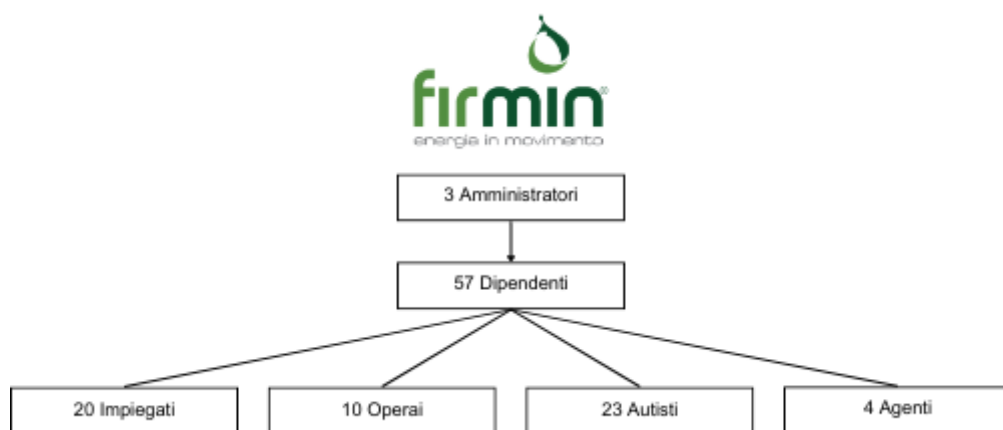 firmin®
energia in movimento
3 Amministratori
57 Dipendenti
20 Impiegati
10 Operai
23 Autisti
4 Agenti